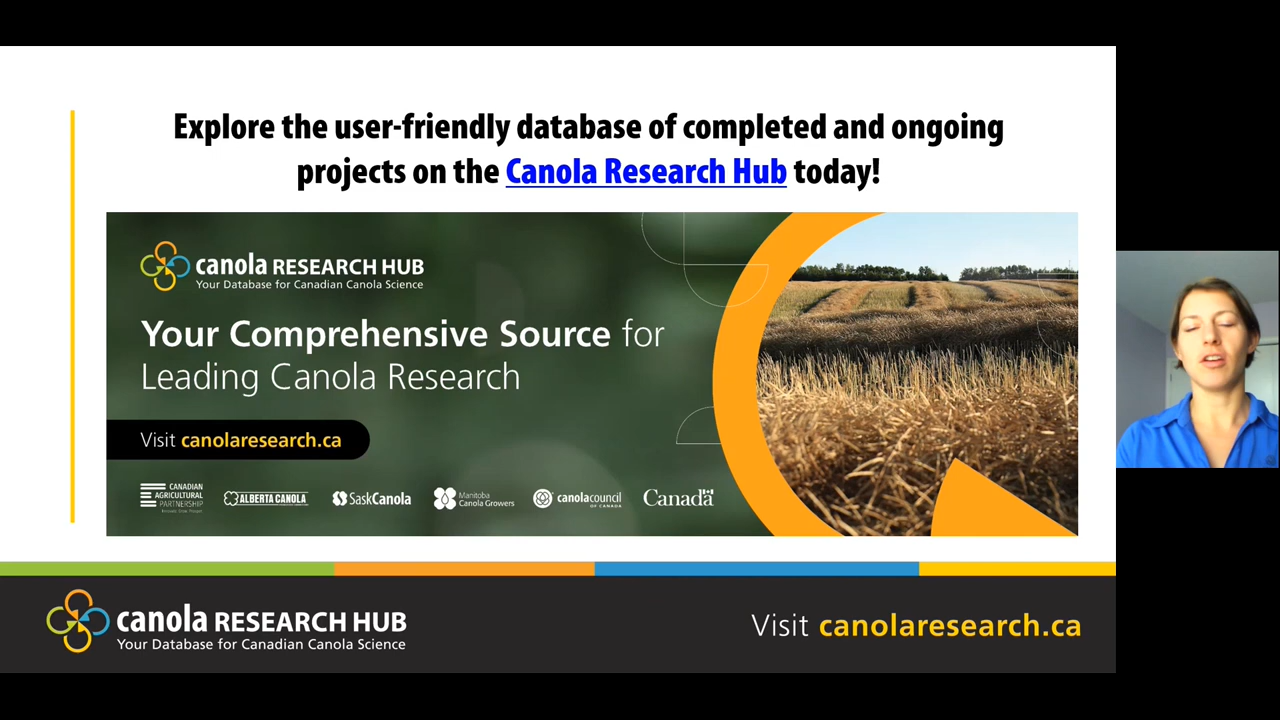 Explore the user-friendly database of completed and ongoing
projects on the Canola Research Hub today!
canola RESEARCH HUB
Your Database for Canadian Canola Science
Your Comprehensive Source for
Leading Canola Research
Visit canolaresearch.ca
CANADIAN
AGRICULTURAL
PARTNERSHIP
ALBERTA CANOLA
SaskCanola
Manitoba
Canola Growers
canolacouncil
OF CANADA
Canada
canola RESEARCH HUB
Your Database for Canadian Canola Science
Visit canolaresearch.ca